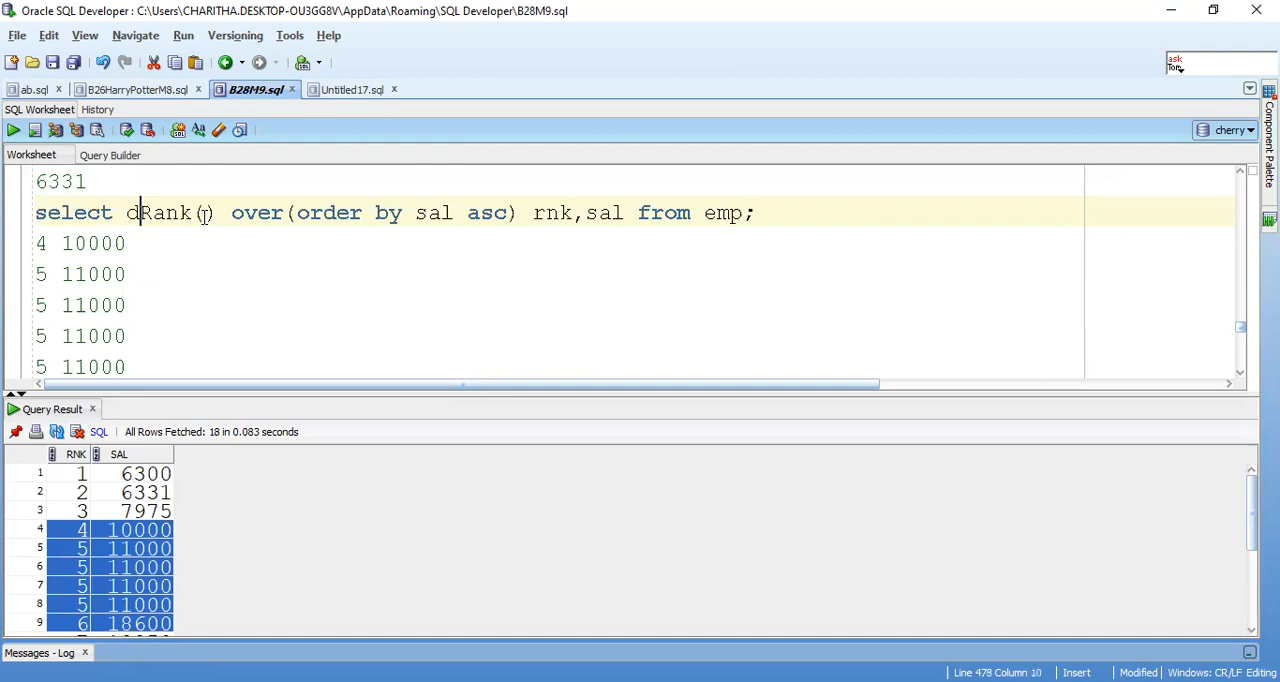 Oracle SQL Developer : C:\Users\CHARITHA.DESKTOP-OU3GG8V\AppData\Roaming\SQL Developer\B28M9.sql
File Edit View Navigate Run Versioning Tools Help
ask
Tom
ab.sql B26HarryPotterM8.sql B28M9.sql Untitled17.sql
SQL Worksheet History
cherry
Worksheet Query Builder
6331
select dRank() over(order by sal asc) rnk,sal from emp;
4 10000
5 11000
5 11000
5 11000
5 11000
Component Palette
Query Result
SQL | All Rows Fetched: 18 in 0.083 seconds
RNK SAL
1 1 6300
2 2 6331
3 3 7975
4 4 10000
5 5 11000
6 5 11000
7 5 11000
8 5 11000
9 6 18600
Messages - Log
Line 478 Column 10 Insert Modified Windows: CR/LF Editing